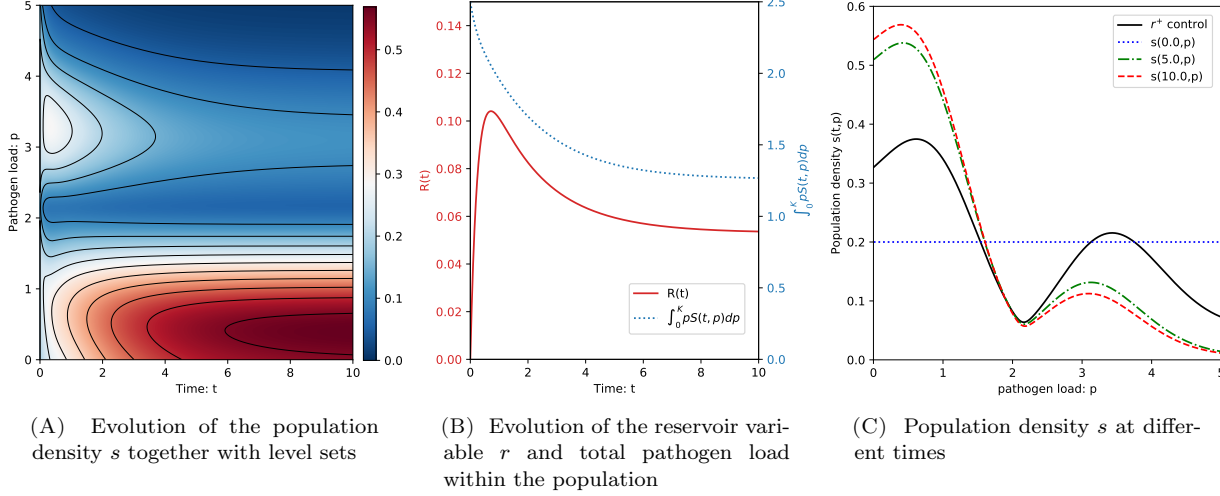 5
4
3
2
1
0
Pathogen load: p
0
2
4
6
8
10
Time: t
0.5
0.4
0.3
0.2
0.1
0.0
0.14
0.12
0.10
0.08
0.06
0.04
0.02
0.00
R(t)
0
2
4
6
8
10
Time: t
2.5
2.0
1.5
1.0
0.5
0.0
∫₀ᴷ pS(t, p)dp
R(t)
∫₀ᴷ pS(t, p)dp
0.6
0.5
0.4
0.3
0.2
0.1
0.0
Population density s(t,p)
0
1
2
3
4
5
pathogen load: p
r⁺ control
s(0.0,p)
s(5.0,p)
s(10.0,p)
(A) Evolution of the population
density s together with level sets
(B) Evolution of the reservoir vari-
able r and total pathogen load
within the population
(C) Population density s at differ-
ent times